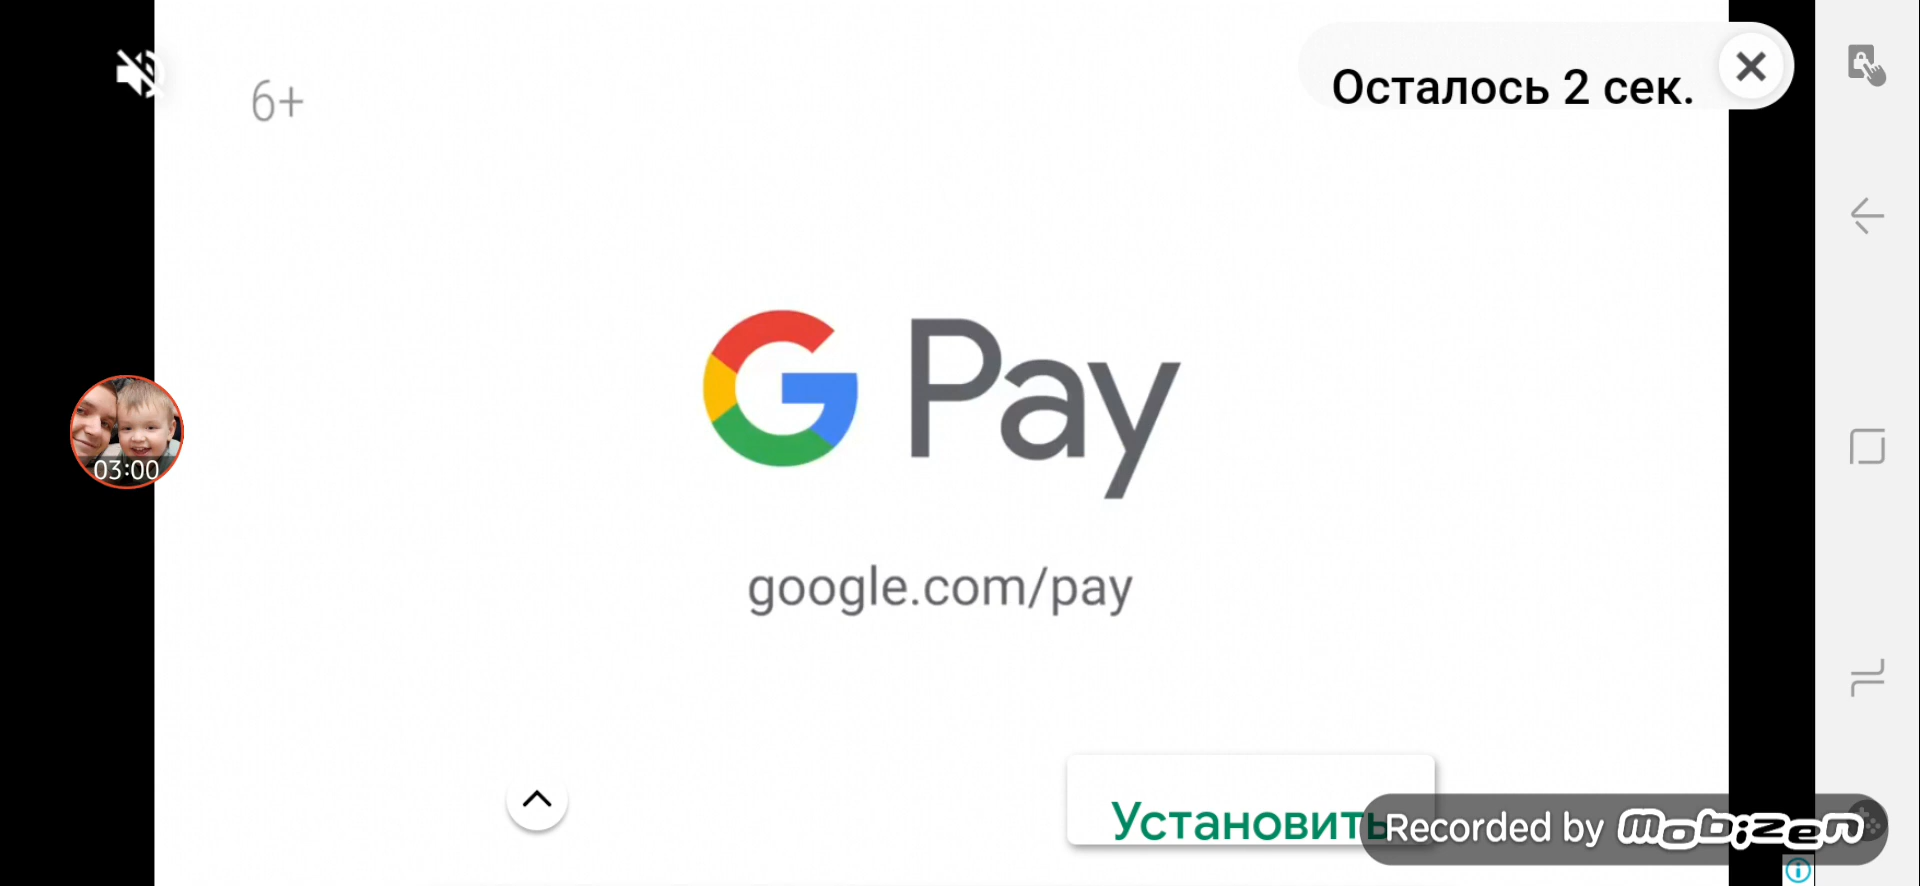 6+
Осталось 2 сек.
G Pay
03:00
google.com/pay
Установить
Recorded by mobizen